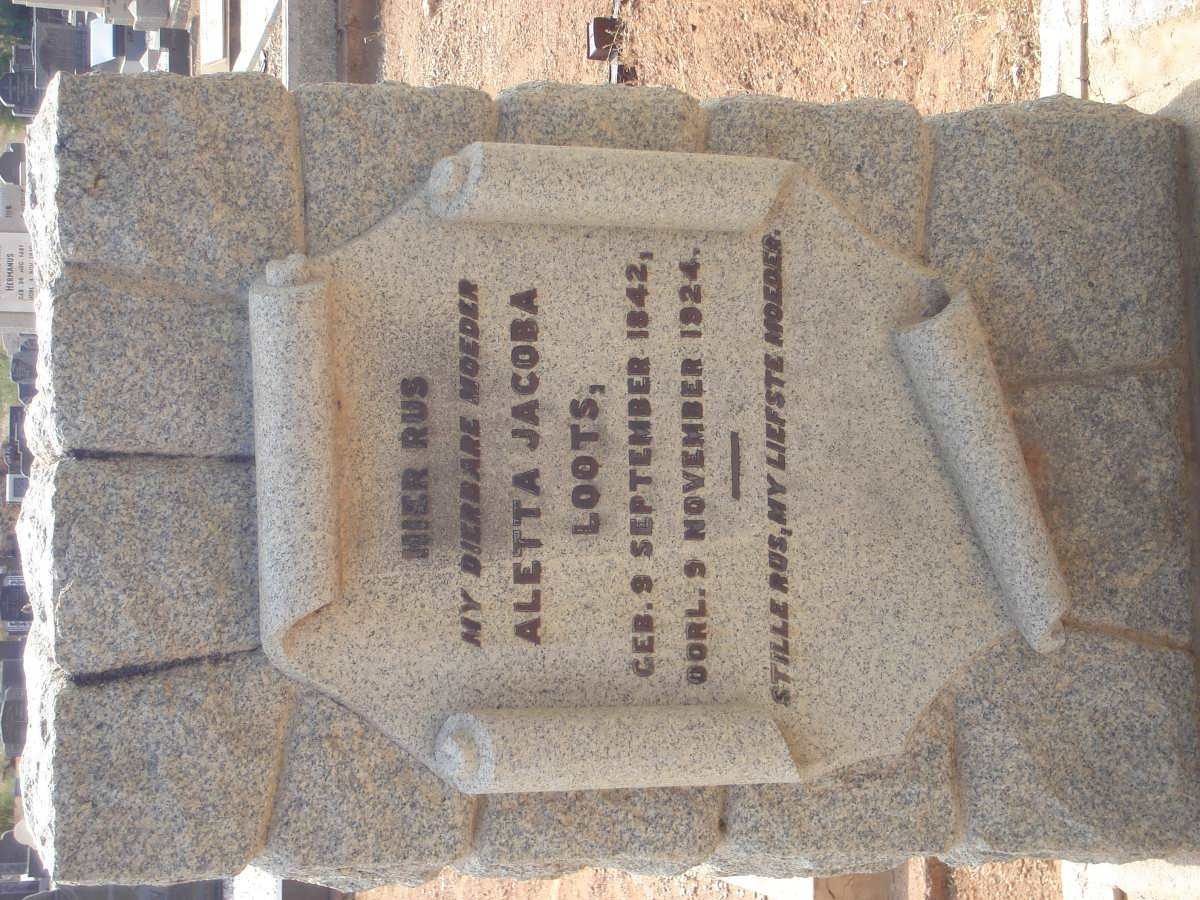 HIER RUS
MY DIERBARE MOEDER
ALETTA JACOBA
LOOTS,
GEB. 9 SEPTEMBER 1842,
OORL. 9 NOVEMBER 1924.
STILLE RUS, MY LIEFSTE MOEDER.
HERMANUS